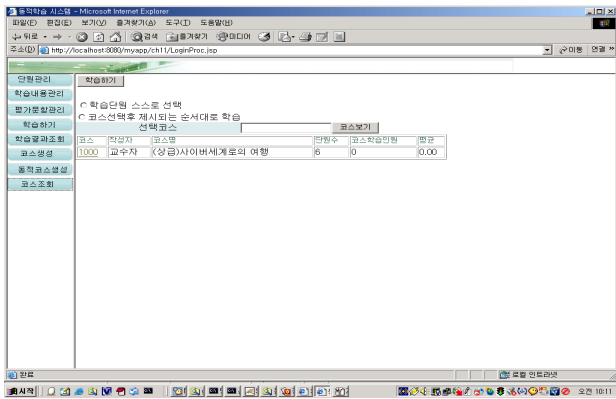 동적학습 시스템 - Microsoft Internet Explorer
파일(F) 편집(E) 보기(V) 즐겨찾기(A) 도구(T) 도움말(H)
뒤로 검색 즐겨찾기 미디어
주소(D) http://localhost:8080/myapp/ch11/LoginProc.jsp 이동 연결 »
단원관리
학습내용관리
평가문항관리
학습하기
학습결과조회
코스생성
동적코스생성
코스조회
학습하기
학습단원 스스로 선택
코스선택후 제시되는 순서대로 학습
선택코스 코스보기
코스 작성자 코스명 단원수 코스학습인원 평균
1000 교수자 (상급)사이버세계로의 여행 6 0 0.00
완료 로컬 인트라넷
시작 오전 10:11